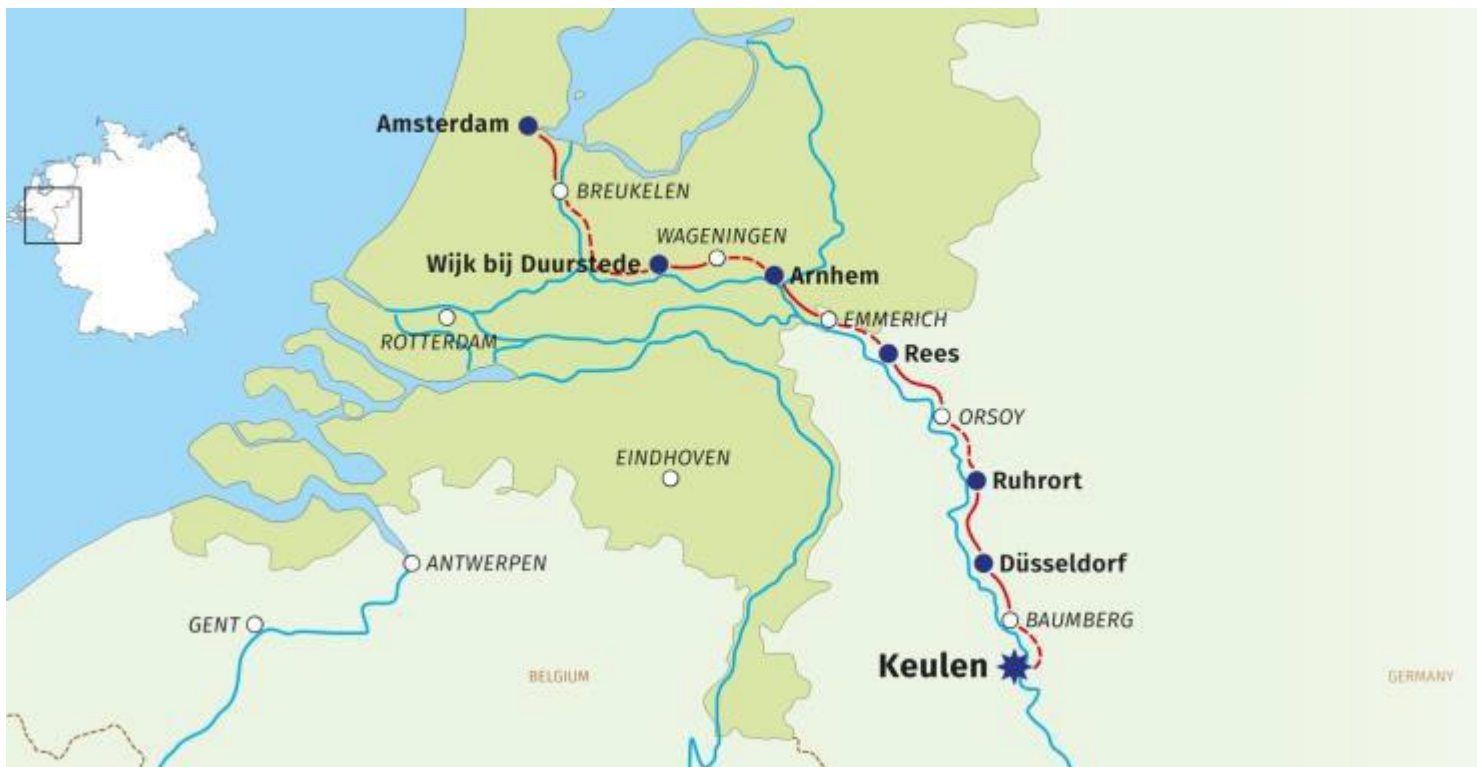 Amsterdam
BREUKELEN
WAGENINGEN
Wijk bij Duurstede
Arnhem
ROTTERDAM
EMMERICH
Rees
ORSOY
EINDHOVEN
Ruhrort
ANTWERPEN
Düsseldorf
GENT
BAUMBERG
Keulen
BELGIUM
GERMANY